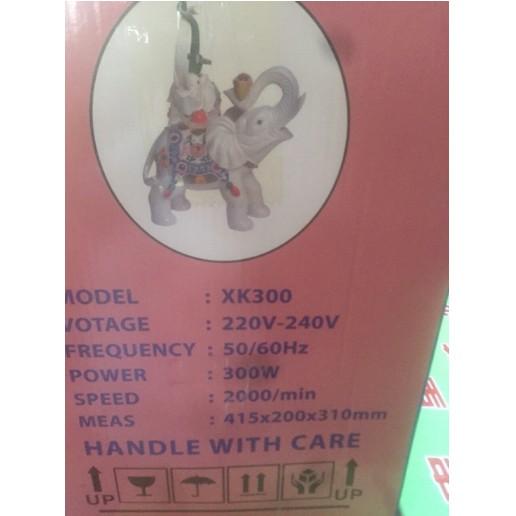 MODEL : XK300
VOTAGE : 220V-240V
FREQUENCY : 50/60Hz
POWER : 300W
SPEED : 2000/min
MEAS : 415x200x310mm
HANDLE WITH CARE
UP UP